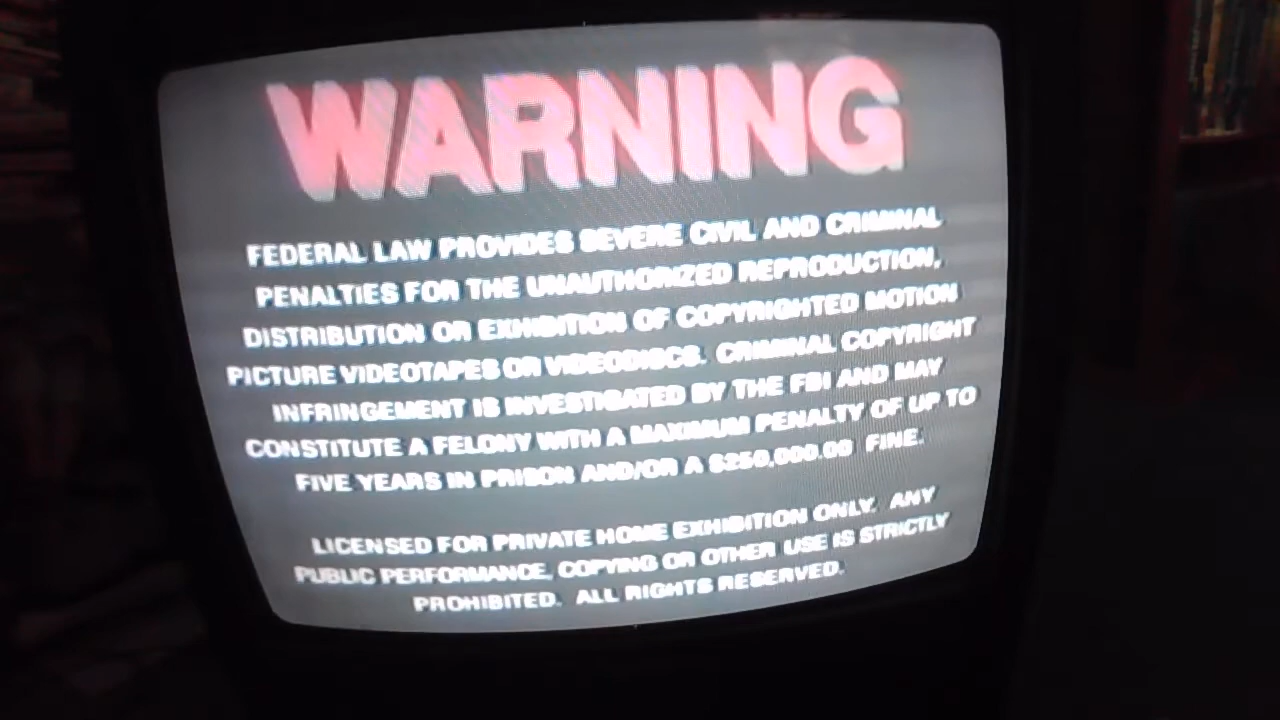 WARNING
FEDERAL LAW PROVIDES SEVERE CIVIL AND CRIMINAL
PENALTIES FOR THE UNAUTHORIZED REPRODUCTION,
DISTRIBUTION OR EXHIBITION OF COPYRIGHTED MOTION
PICTURE VIDEOTAPES OR VIDEODISCS. CRIMINAL COPYRIGHT
INFRINGEMENT IS INVESTIGATED BY THE FBI AND MAY
CONSTITUTE A FELONY WITH A MAXIMUM PENALTY OF UP TO
FIVE YEARS IN PRISON AND/OR A $250,000.00 FINE.
LICENSED FOR PRIVATE HOME EXHIBITION ONLY. ANY
PUBLIC PERFORMANCE, COPYING OR OTHER USE IS STRICTLY
PROHIBITED. ALL RIGHTS RESERVED.